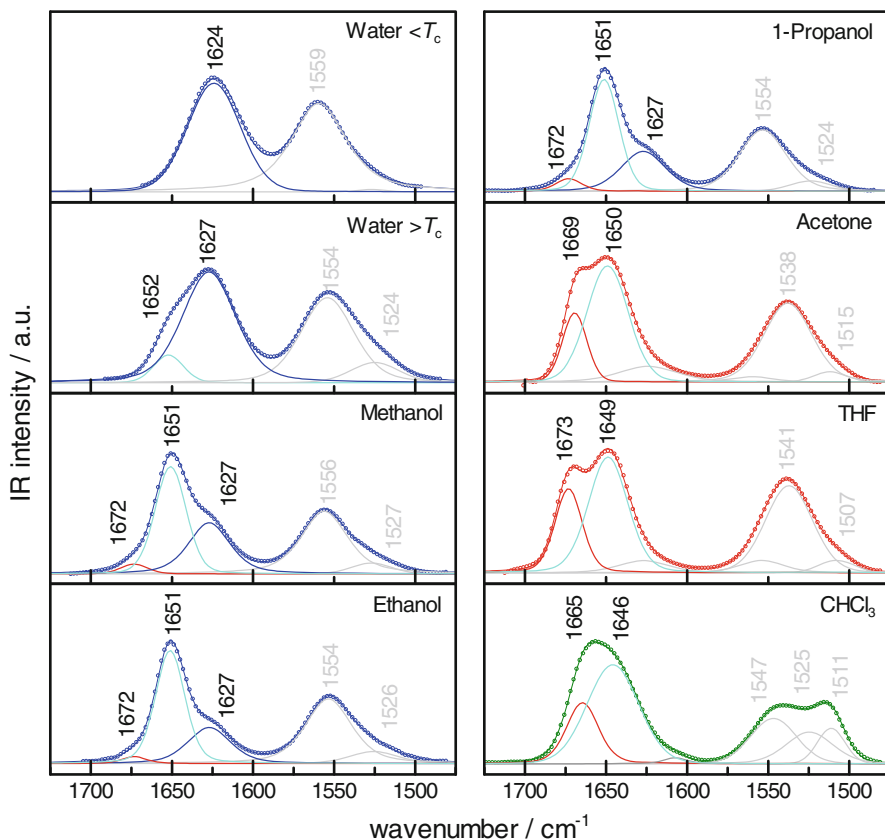 IR intensity / a.u.
Water <Tc
1624
1559
Water >Tc
1652
1627
1554
1524
Methanol
1672
1651
1627
1556
1527
Ethanol
1672
1651
1627
1554
1526
1700 1650 1600 1550 1500
1-Propanol
1672
1651
1627
1554
1524
Acetone
1669
1650
1538
1515
THF
1673
1649
1541
1507
CHCl3
1665
1646
1547
1525
1511
1700 1650 1600 1550 1500
wavenumber / cm-1